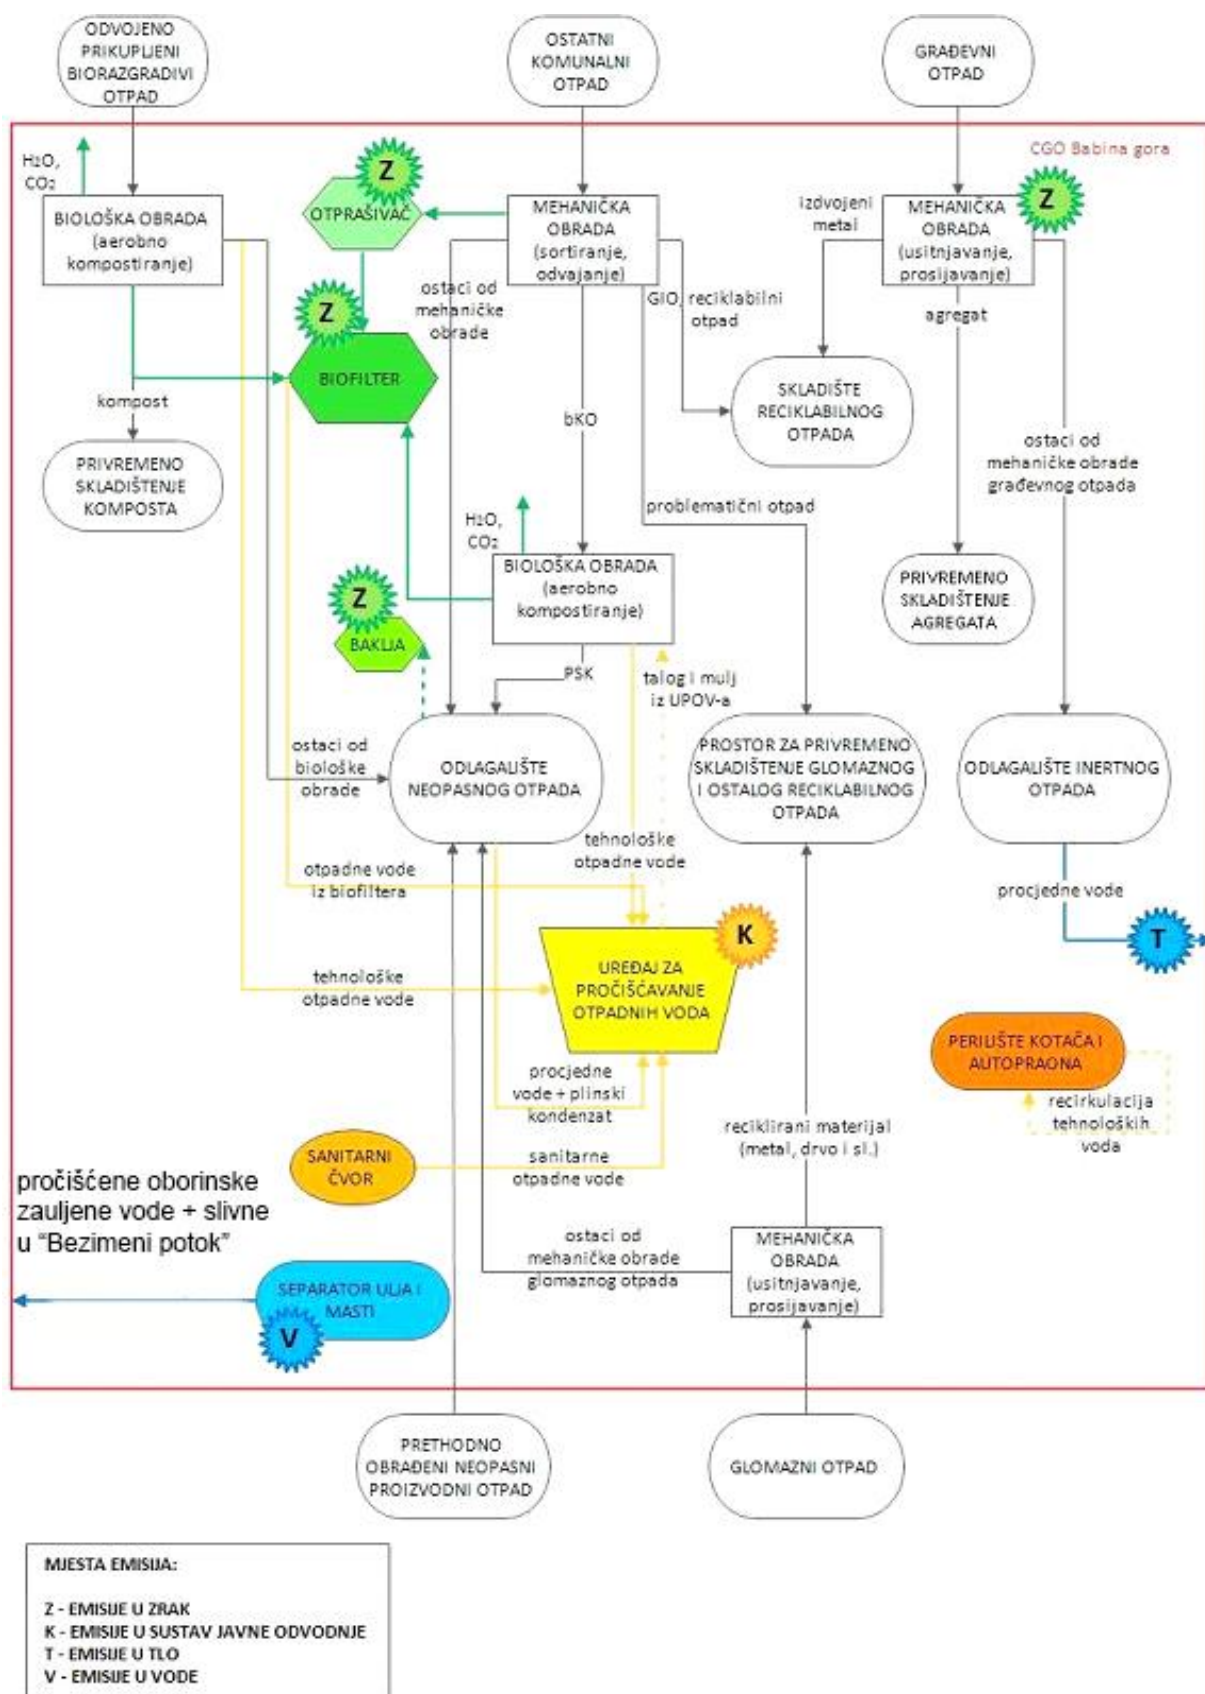 ODVOJENO
PRIKUPLJENI
BIORAZGRADIVI
OTPAD
OSTATNI
KOMUNALNI
OTPAD
GRAĐEVNI
OTPAD
CGO Babina gora
H2O,
CO2
BIOLOŠKA OBRADA
(aerobno
kompostiranje)
Z
OTPRAŠIVAČ
MEHANIČKA
OBRADA
(sortiranje,
odvajanje)
izdvojeni
metal
MEHANIČKA
OBRADA
(usitnjavanje,
prosijavanje)
Z
ostaci od
mehaničke
obrade
GIO, reciklabilni
otpad
agregat
Z
BIOFILTER
kompost
bKO
SKLADIŠTE
RECIKLABILNOG
OTPADA
ostaci od
mehaničke obrade
građevnog otpada
PRIVREMENO
SKLADIŠTENJE
KOMPOSTA
H2O,
CO2
problematični otpad
BIOLOŠKA OBRADA
(aerobno
kompostiranje)
PRIVREMENO
SKLADIŠTENJE
AGREGATA
Z
BAKLJA
PSK
talog i mulj
iz UPOV-a
ostaci od
biološke
obrade
ODLAGALIŠTE
NEOPASNOG OTPADA
PROSTOR ZA PRIVREMENO
SKLADIŠTENJE GLOMAZNOG
I OSTALOG RECIKLABILNOG
OTPADA
ODLAGALIŠTE INERTNOG
OTPADA
tehnološke
otpadne vode
otpadne vode
iz biofiltera
procjedne vode
K
T
tehnološke
otpadne vode
UREĐAJ ZA
PROČIŠĆAVANJE
OTPADNIH VODA
PERILIŠTE KOTAČA I
AUTOPRAONA
procjedne
vode + plinski
kondenzat
recirkulacija
tehnoloških
voda
reciklirani materijal
(metal, drvo i sl.)
SANITARNI
ČVOR
sanitarne
otpadne vode
pročišćene oborinske
zauljene vode + slivne
u “Bezimeni potok”
ostaci od
mehaničke obrade
glomaznog otpada
MEHANIČKA
OBRADA
(usitnjavanje,
prosijavanje)
SEPARATOR ULJA I
MASTI
V
PRETHODNO
OBRAĐENI NEOPASNI
PROIZVODNI OTPAD
GLOMAZNI OTPAD
MJESTA EMISIJA:
Z - EMISIJE U ZRAK
K - EMISIJE U SUSTAV JAVNE ODVODNJE
T - EMISIJE U TLO
V - EMISIJE U VODE